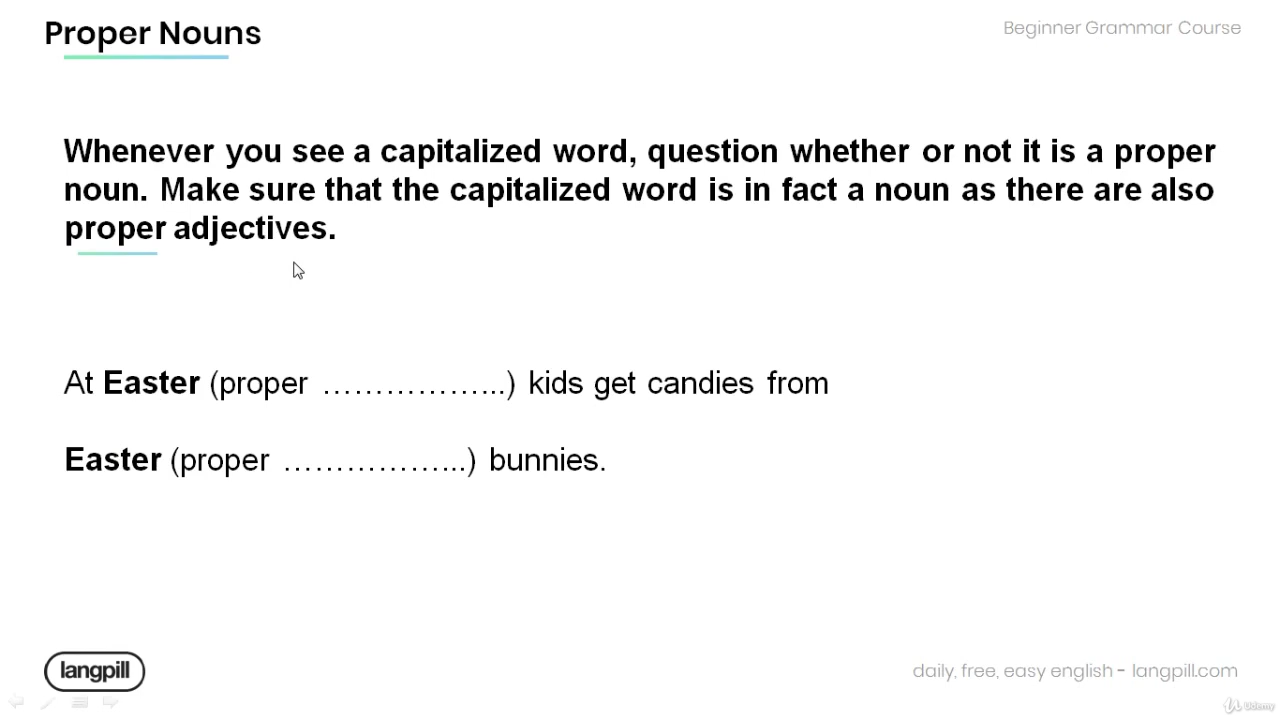 Proper Nouns
Beginner Grammar Course
Whenever you see a capitalized word, question whether or not it is a proper
noun. Make sure that the capitalized word is in fact a noun as there are also
proper adjectives.
At Easter (proper ………………...) kids get candies from
Easter (proper ………………...) bunnies.
langpill
daily, free, easy english - langpill.com
Udemy